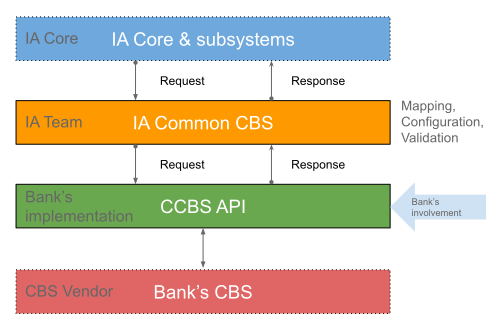 IA Core
IA Core & subsystems
Request
Response
IA Team
IA Common CBS
Mapping,
Configuration,
Validation
Request
Response
Bank's
implementation
CCBS API
Bank's
involvement
CBS Vendor
Bank's CBS